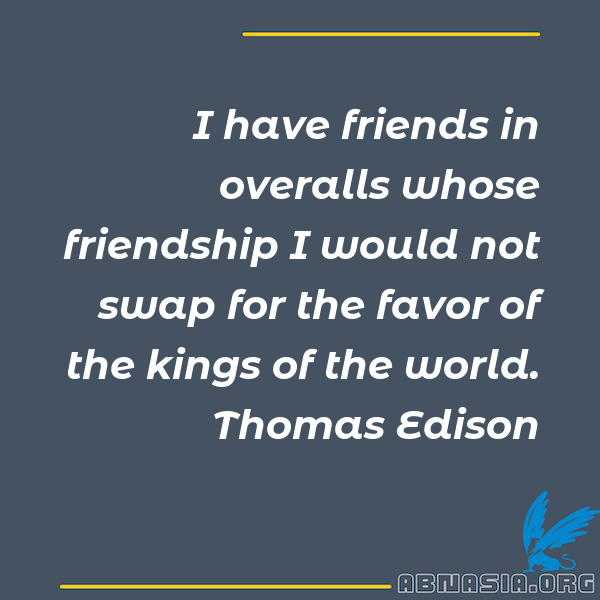 I have friends in
overalls whose
friendship I would not
swap for the favor of
the kings of the world.
Thomas Edison
ABNASIA.ORG